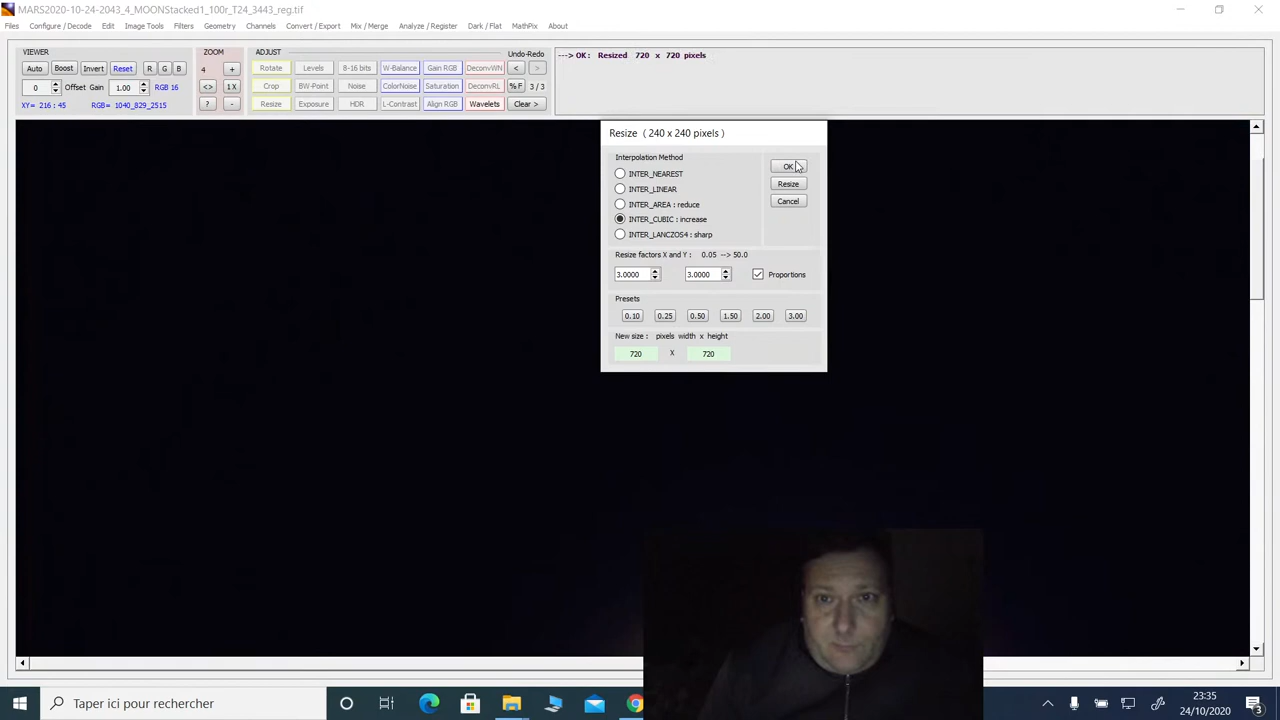 MARS2020-10-24-2043_4_MOONStacked1_100r_T24_3443_reg.tif
Files Configure / Decode Edit Image Tools Filters Geometry Channels Convert / Export Mix / Merge Analyze / Register Dark / Flat MathPix About
VIEWER ZOOM ADJUST Undo-Redo
---> OK : Resized 720 x 720 pixels
Auto Boost Invert Reset R G B 4 + Rotate Levels 8-16 bits W-Balance Gain RGB DeconvWN < >
0 Offset Gain 1.00 RGB 16 <> 1 X Crop BW-Point Noise ColorNoise Saturation DeconvRL % F 3 / 3
XY= 216 : 45 RGB= 1040_829_2515 ? - Resize Exposure HDR L-Contrast Align RGB Wavelets Clear >
Resize ( 240 x 240 pixels )
Interpolation Method
OK
INTER_NEAREST
Resize
INTER_LINEAR
Cancel
INTER_AREA : reduce
INTER_CUBIC : increase
INTER_LANCZOS4 : sharp
Resize factors X and Y : 0.05 --> 50.0
3.0000 3.0000 Proportions
Presets
0.10 0.25 0.50 1.50 2.00 3.00
New size : pixels width x height
720 X 720
Taper ici pour rechercher
23:35
24/10/2020
3